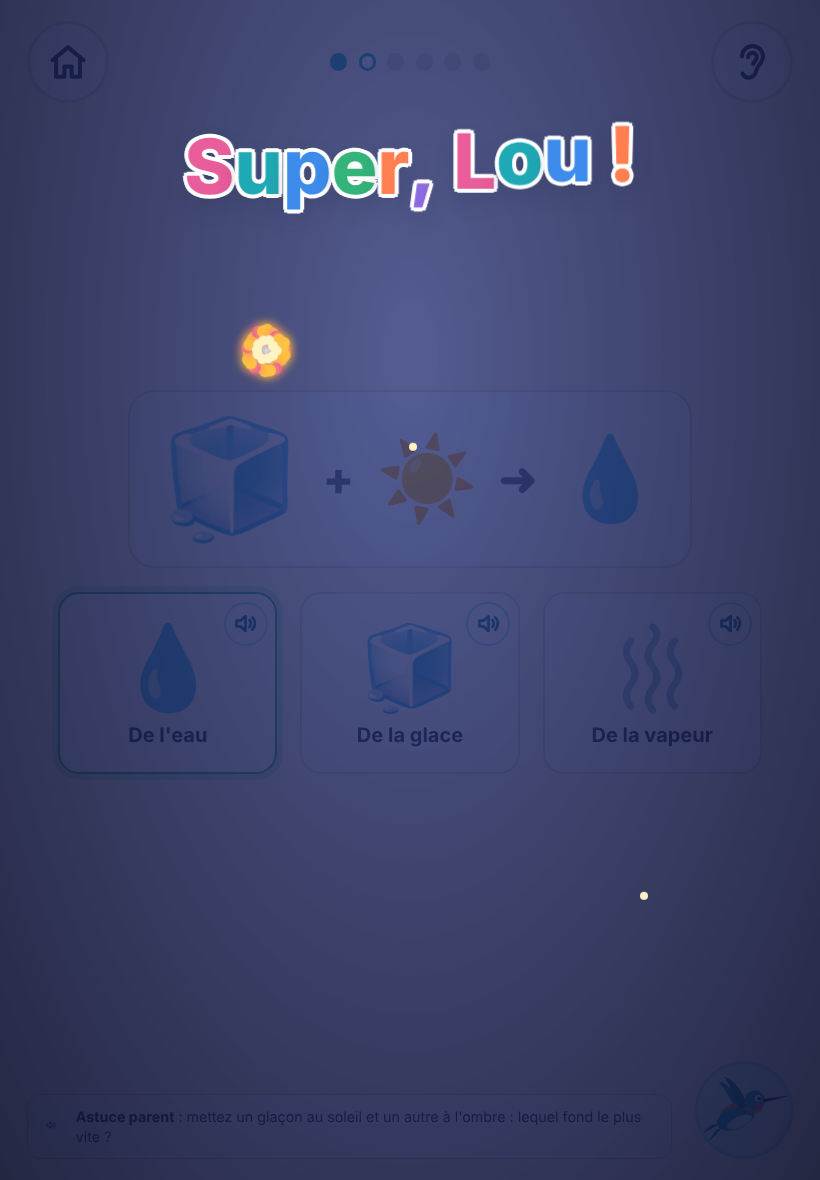 Super, Lou !
De l'eau
De la glace
De la vapeur
Astuce parent : mettez un glaçon au soleil et un autre à l'ombre : lequel fond le plus
vite ?